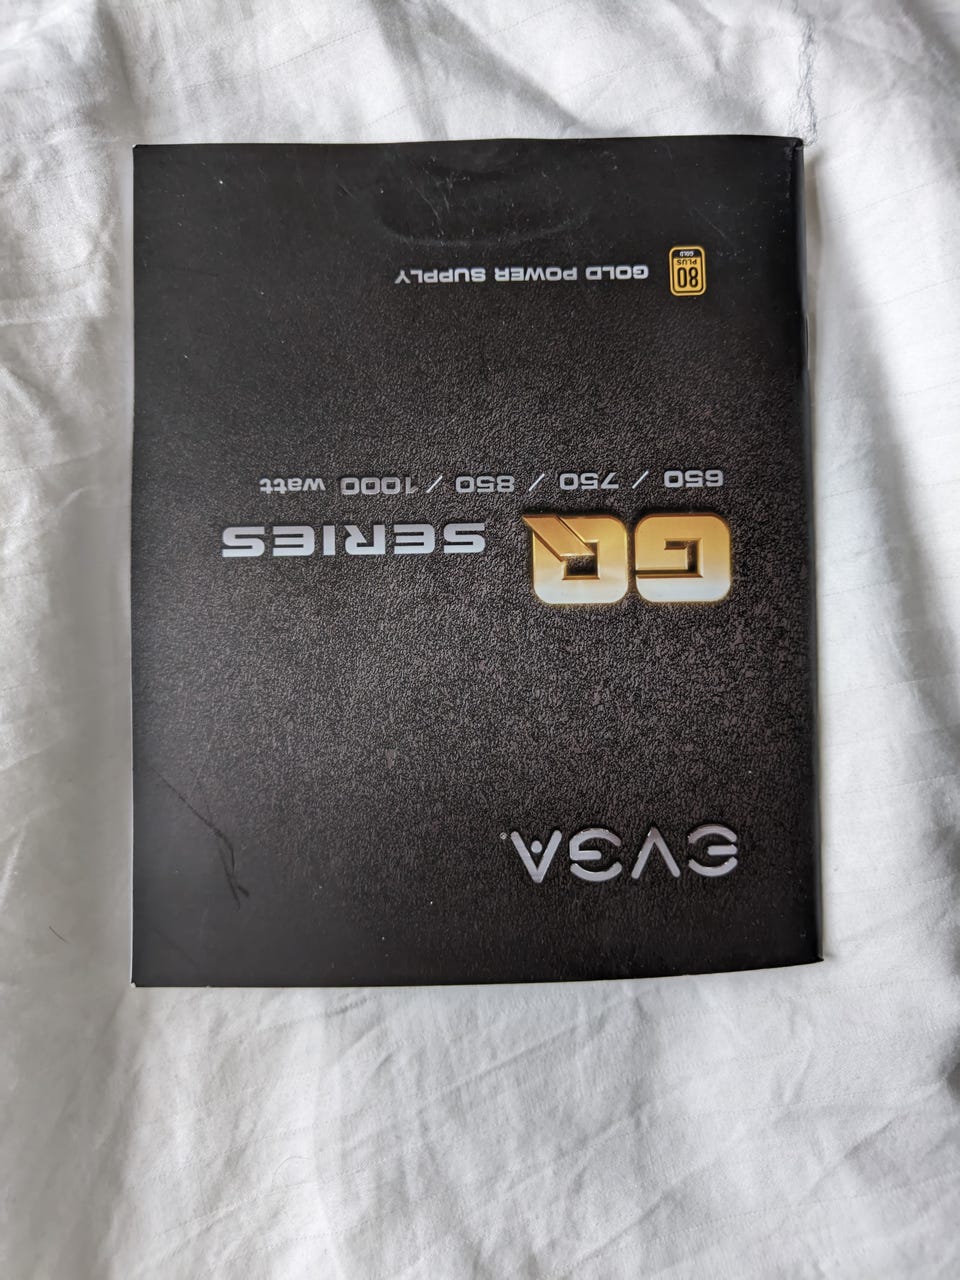 EVGA®
GQ SERIES
650 / 750 / 850 / 1000 watt
80
PLUS
GOLD
GOLD POWER SUPPLY